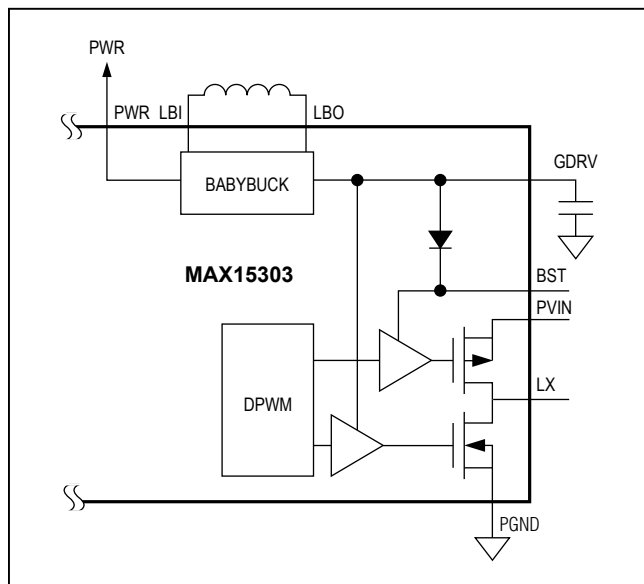 PWR
PWR LBI LBO
GDRV
BABYBUCK
MAX15303
BST
PVIN
DPWM
LX
PGND